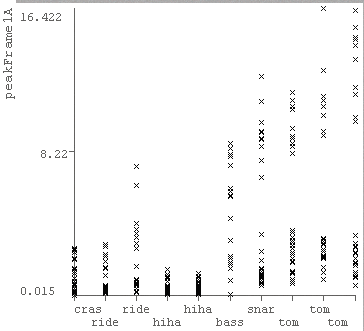 peakFrame1A
16.422
8.22
0.015
cras ride hiha snar tom
ride hiha bass tom tom